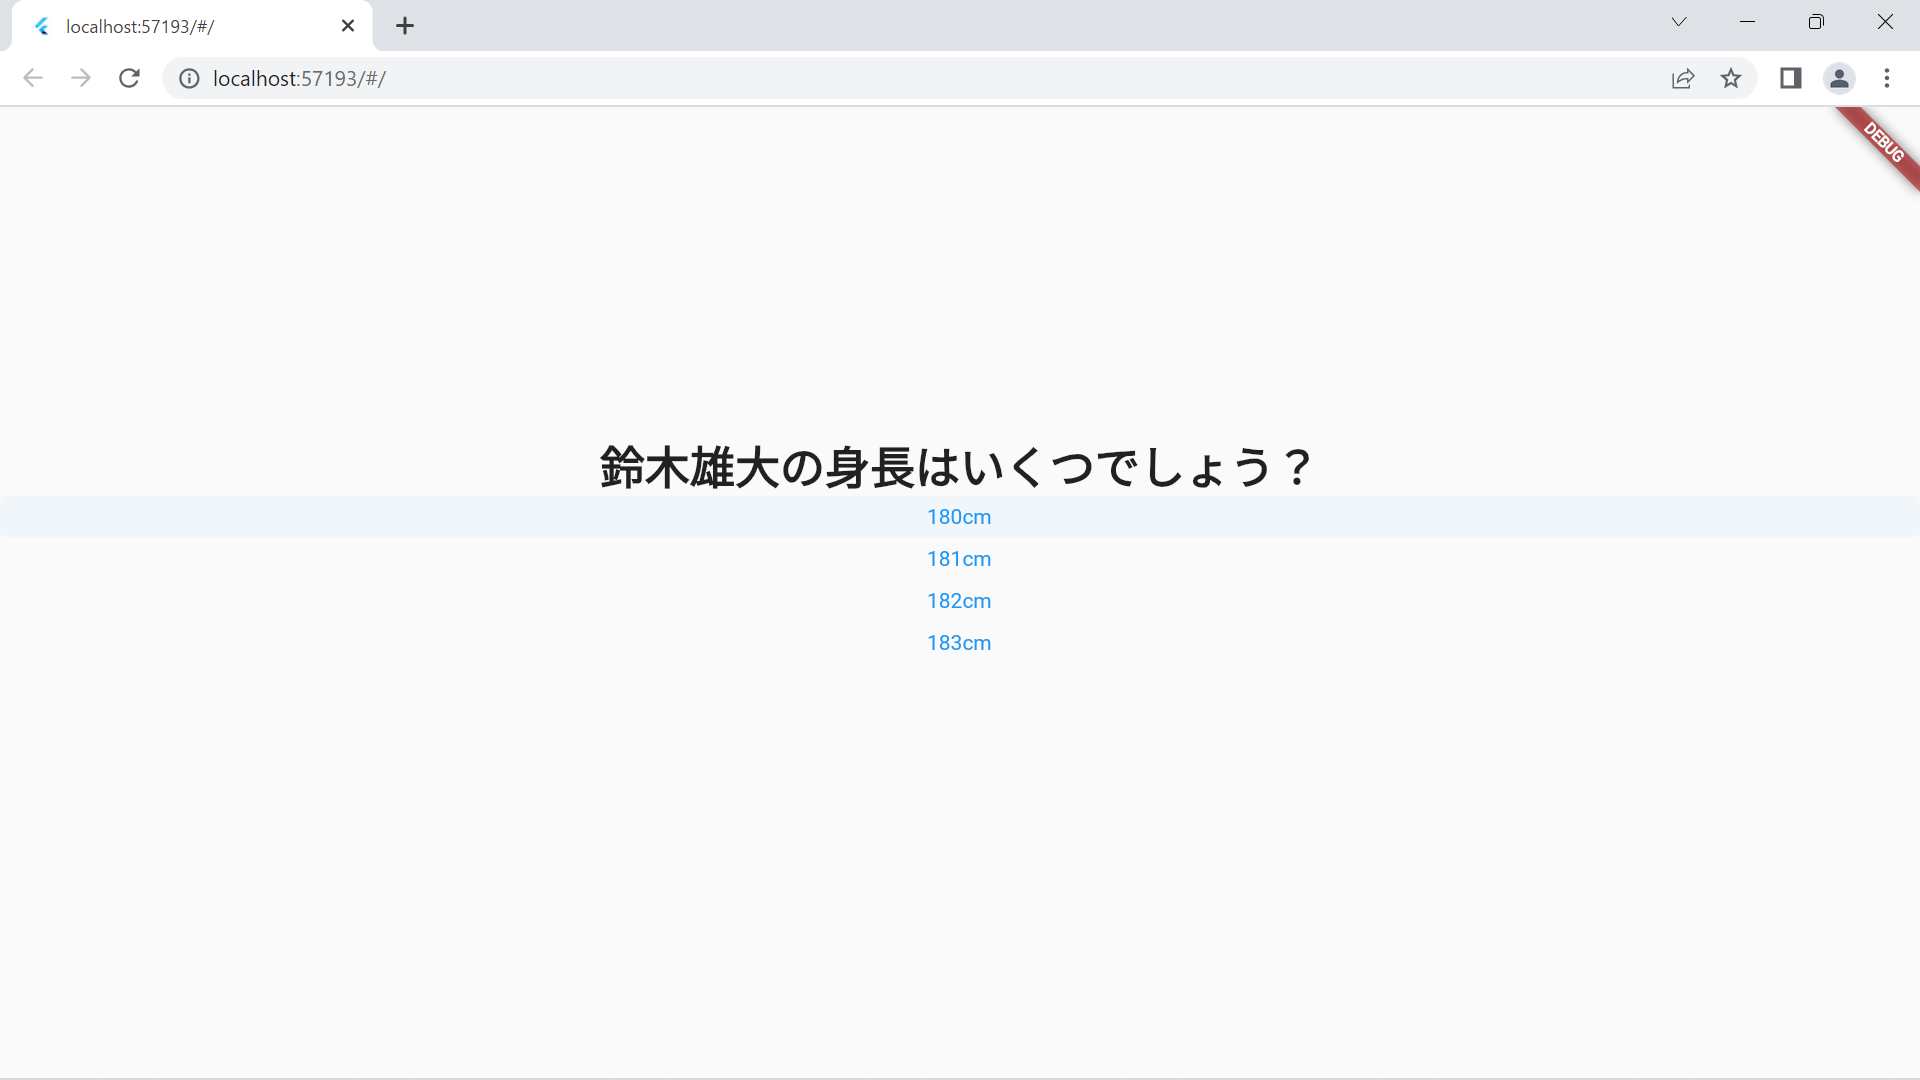 localhost:57193/#/
localhost:57193/#/
DEBUG
鈴木雄大の身長はいくつでしょう？
180cm
181cm
182cm
183cm